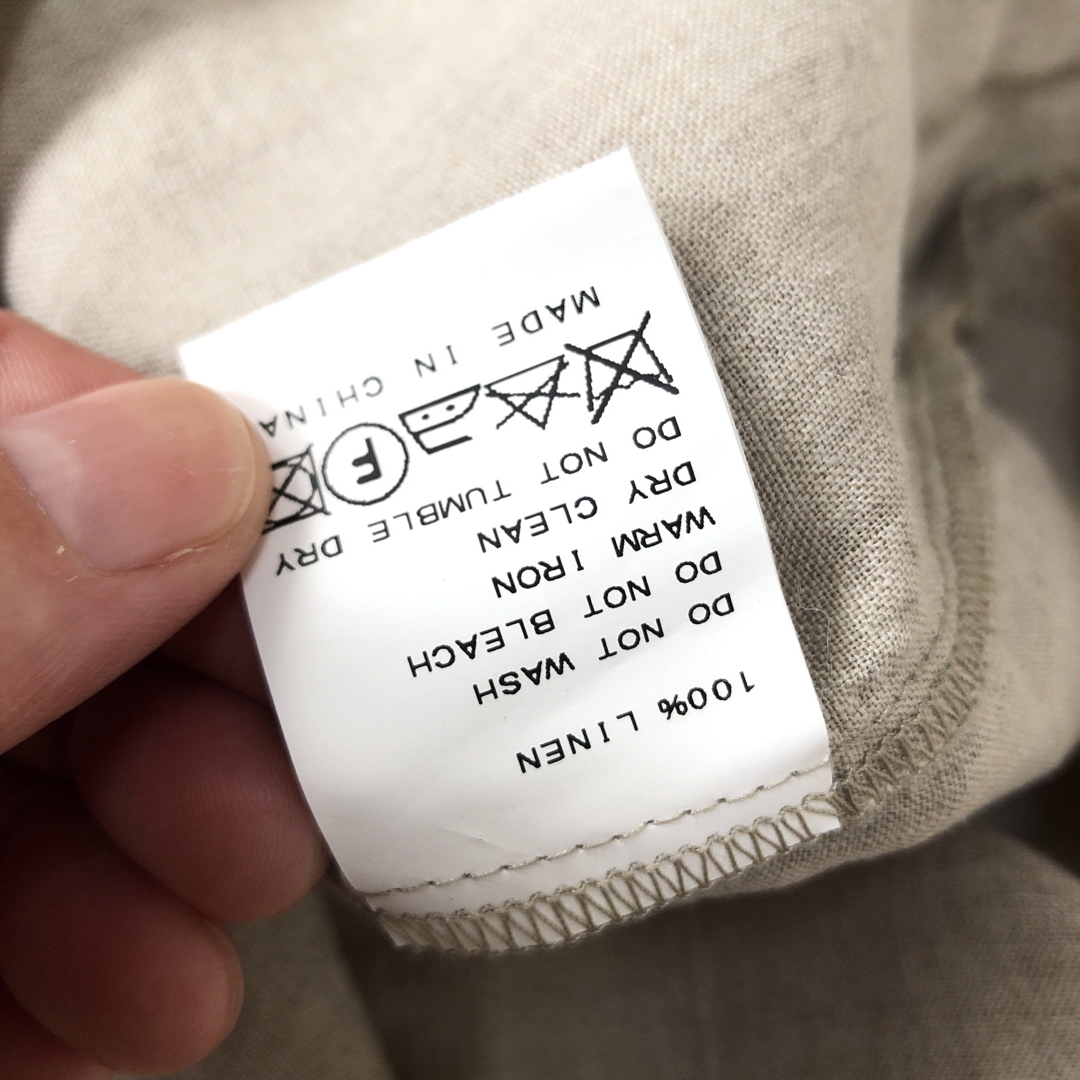 100% LINEN
DO NOT WASH
DO NOT BLEACH
WARM IRON
DRY CLEAN
DO NOT TUMBLE DRY
F
MADE IN CHINA